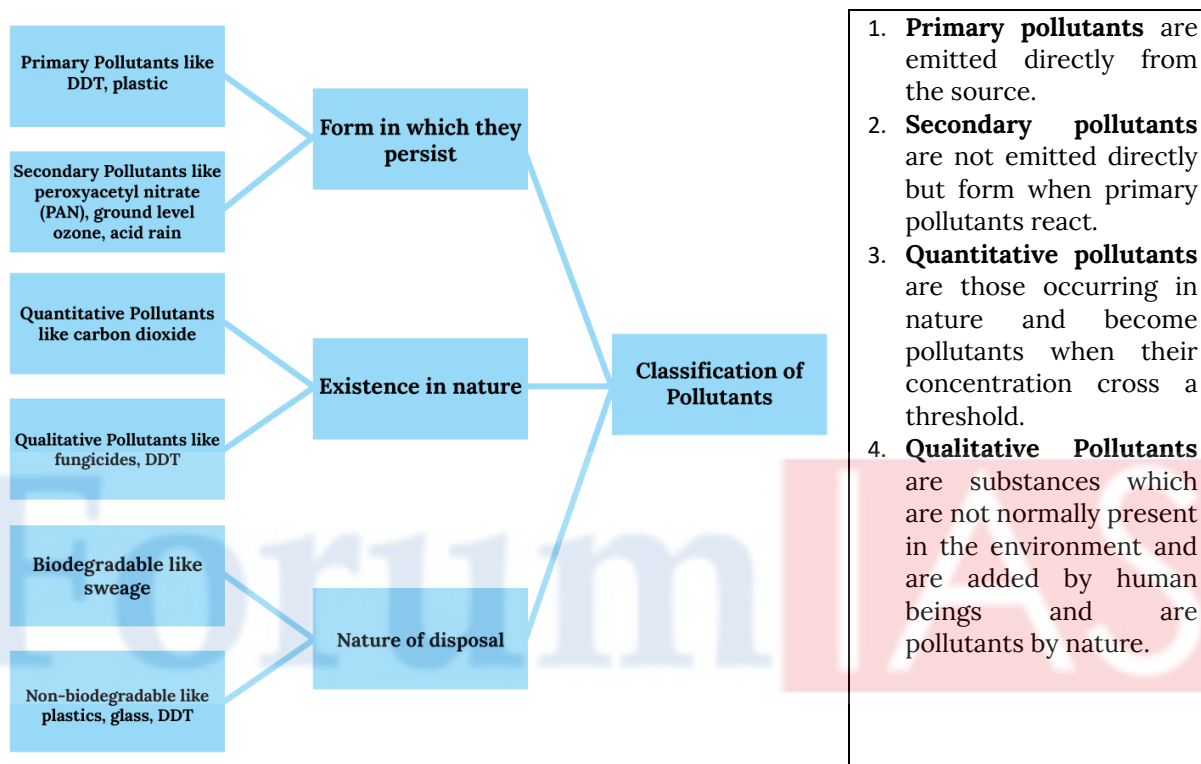 Primary Pollutants like
DDT, plastic
Secondary Pollutants like
peroxyacetyl nitrate
(PAN), ground level
ozone, acid rain
Form in which they
persist
Quantitative Pollutants
like carbon dioxide
Qualitative Pollutants like
fungicides, DDT
Existence in nature
Biodegradable like
sweage
Non-biodegradable like
plastics, glass, DDT
Nature of disposal
Classification of
Pollutants
1. Primary pollutants are
emitted directly from
the source.
2. Secondary pollutants
are not emitted directly
but form when primary
pollutants react.
3. Quantitative pollutants
are those occurring in
nature and become
pollutants when their
concentration cross a
threshold.
4. Qualitative Pollutants
are substances which
are not normally present
in the environment and
are added by human
beings and are
pollutants by nature.
Forum IAS